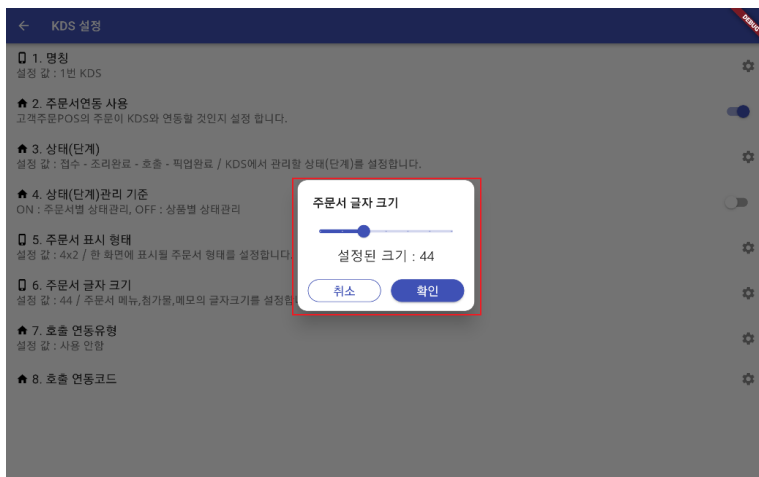 KDS 설정
DEBUG
1. 명칭
설정 값 : 1번 KDS
2. 주문서연동 사용
고객주문POS의 주문이 KDS와 연동할 것인지 설정 합니다.
3. 상태(단계)
설정 값 : 접수 - 조리완료 - 호출 - 픽업완료 / KDS에서 관리할 상태(단계)를 설정합니다.
4. 상태(단계)관리 기준
ON : 주문서별 상태관리, OFF : 상품별 상태관리
5. 주문서 표시 형태
설정 값 : 4x2 / 한 화면에 표시될 주문서 형태를 설정합니다.
6. 주문서 글자 크기
설정 값 : 44 / 주문서 메뉴,첨가물,메모의 글자크기를 설정합
7. 호출 연동유형
설정 값 : 사용 안함
8. 호출 연동코드
주문서 글자 크기
설정된 크기 : 44
취소
확인